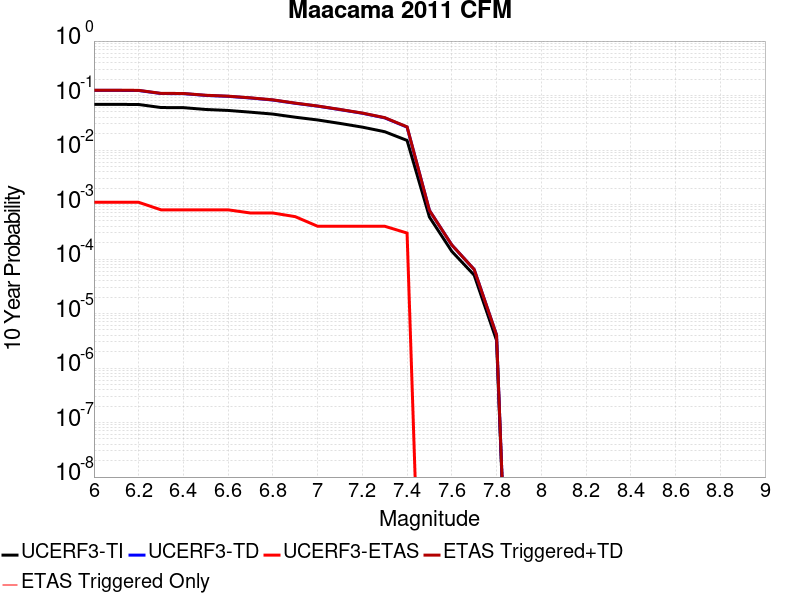 Maacama 2011 CFM
10 Year Probability
10^0
10^-1
10^-2
10^-3
10^-4
10^-5
10^-6
10^-7
10^-8
6 6.2 6.4 6.6 6.8 7 7.2 7.4 7.6 7.8 8 8.2 8.4 8.6 8.8 9
Magnitude
UCERF3-TI UCERF3-TD UCERF3-ETAS ETAS Triggered+TD
ETAS Triggered Only